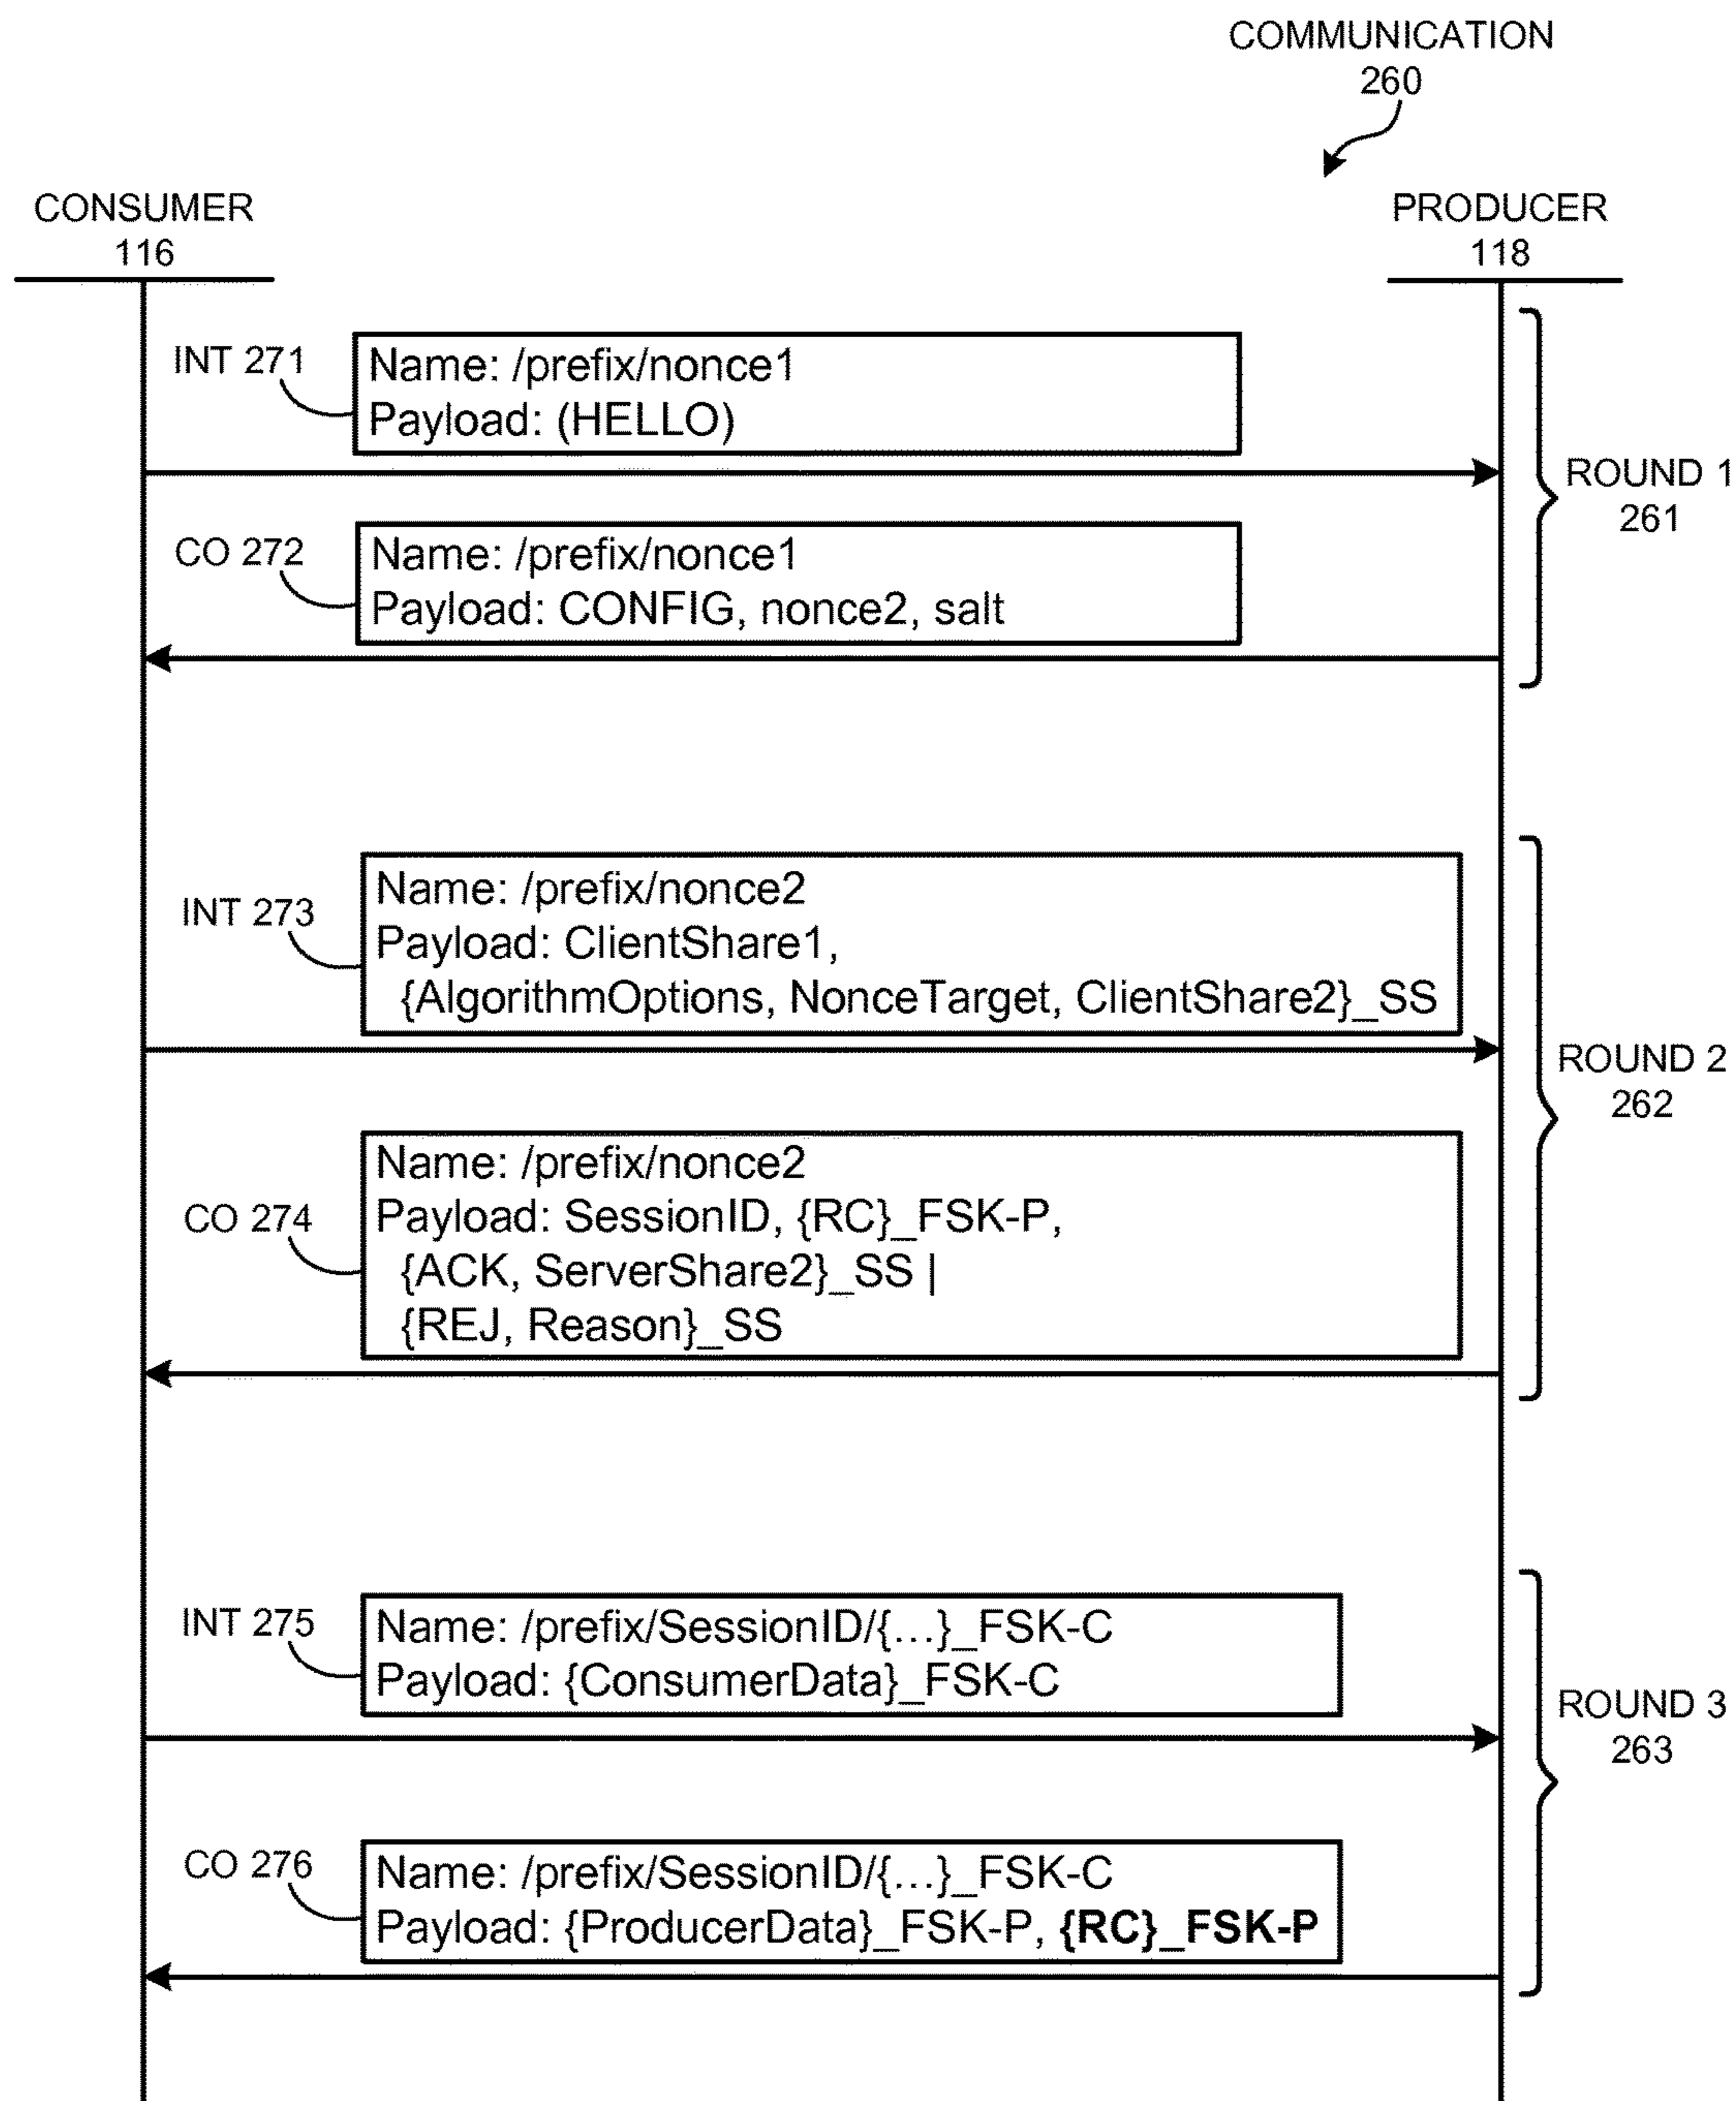 COMMUNICATION
260
CONSUMER
116
PRODUCER
118
INT 271
Name: /prefix/nonce1
Payload: (HELLO)
ROUND 1
261
CO 272
Name: /prefix/nonce1
Payload: CONFIG, nonce2, salt
INT 273
Name: /prefix/nonce2
Payload: ClientShare1,
{AlgorithmOptions, NonceTarget, ClientShare2}_SS
ROUND 2
262
CO 274
Name: /prefix/nonce2
Payload: SessionID, {RC}_FSK-P,
{ACK, ServerShare2}_SS |
{REJ, Reason}_SS
INT 275
Name: /prefix/SessionID/{...}_FSK-C
Payload: {ConsumerData}_FSK-C
ROUND 3
263
CO 276
Name: /prefix/SessionID/{...}_FSK-C
Payload: {ProducerData}_FSK-P, {RC}_FSK-P